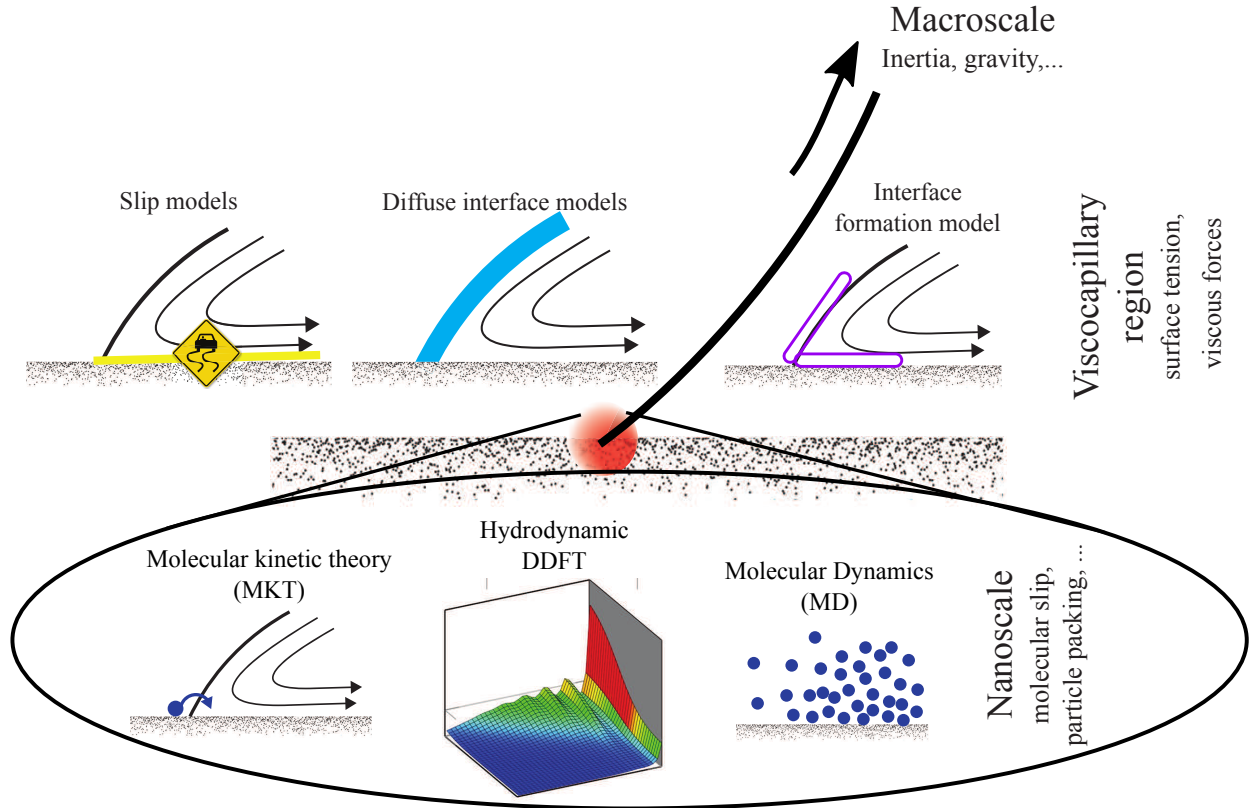 Macroscale
Inertia, gravity,...
Slip models
Diffuse interface models
Interface
formation model
Viscocapillary
region
surface tension,
viscous forces
Molecular kinetic theory
(MKT)
Hydrodynamic
DDFT
Molecular Dynamics
(MD)
Nanoscale
molecular slip,
particle packing, ...